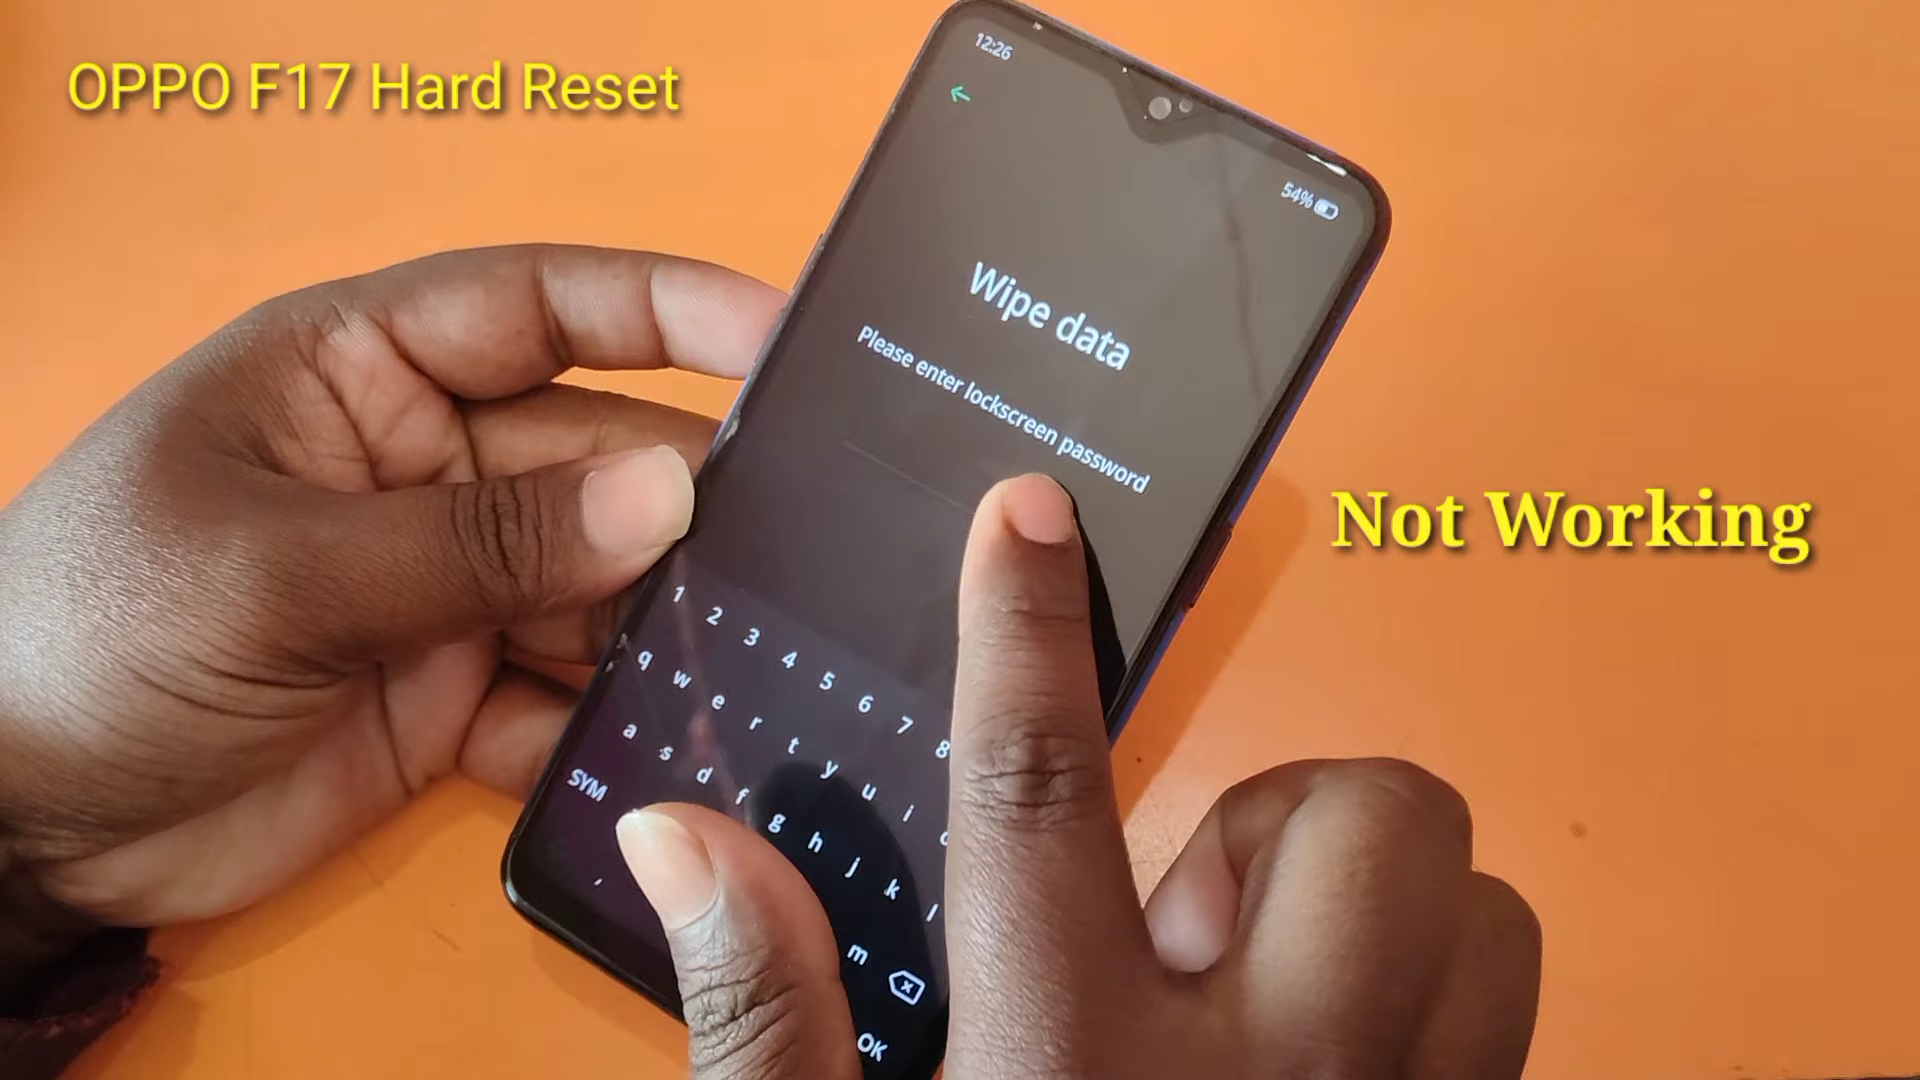 OPPO F17 Hard Reset
12:26
54%
Wipe data
Please enter lockscreen password
Not Working
1 2 3 4 5 6 7 8
q w e r t y u i
a s d f g h j k l
SYM m
,
OK